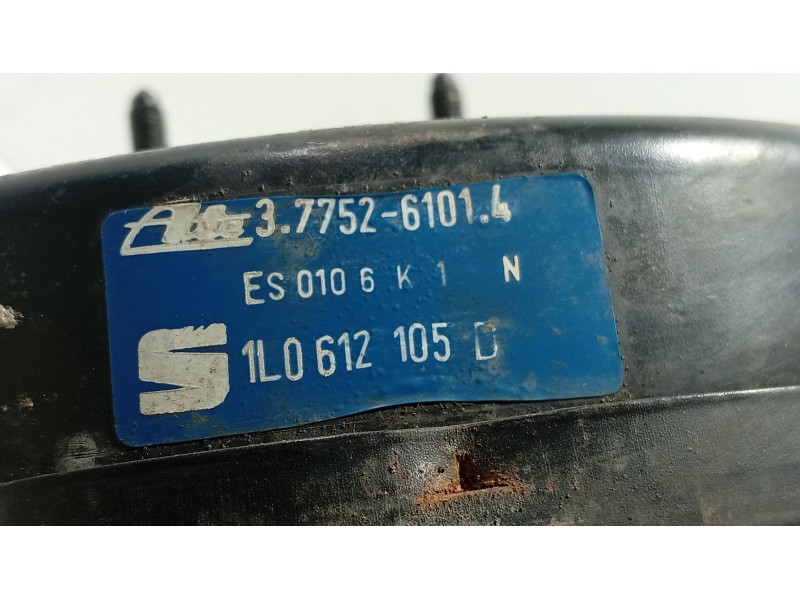 Ate 3.7752-6101.4
ES 010 6 K 1 N
S 1L0 612 105 D